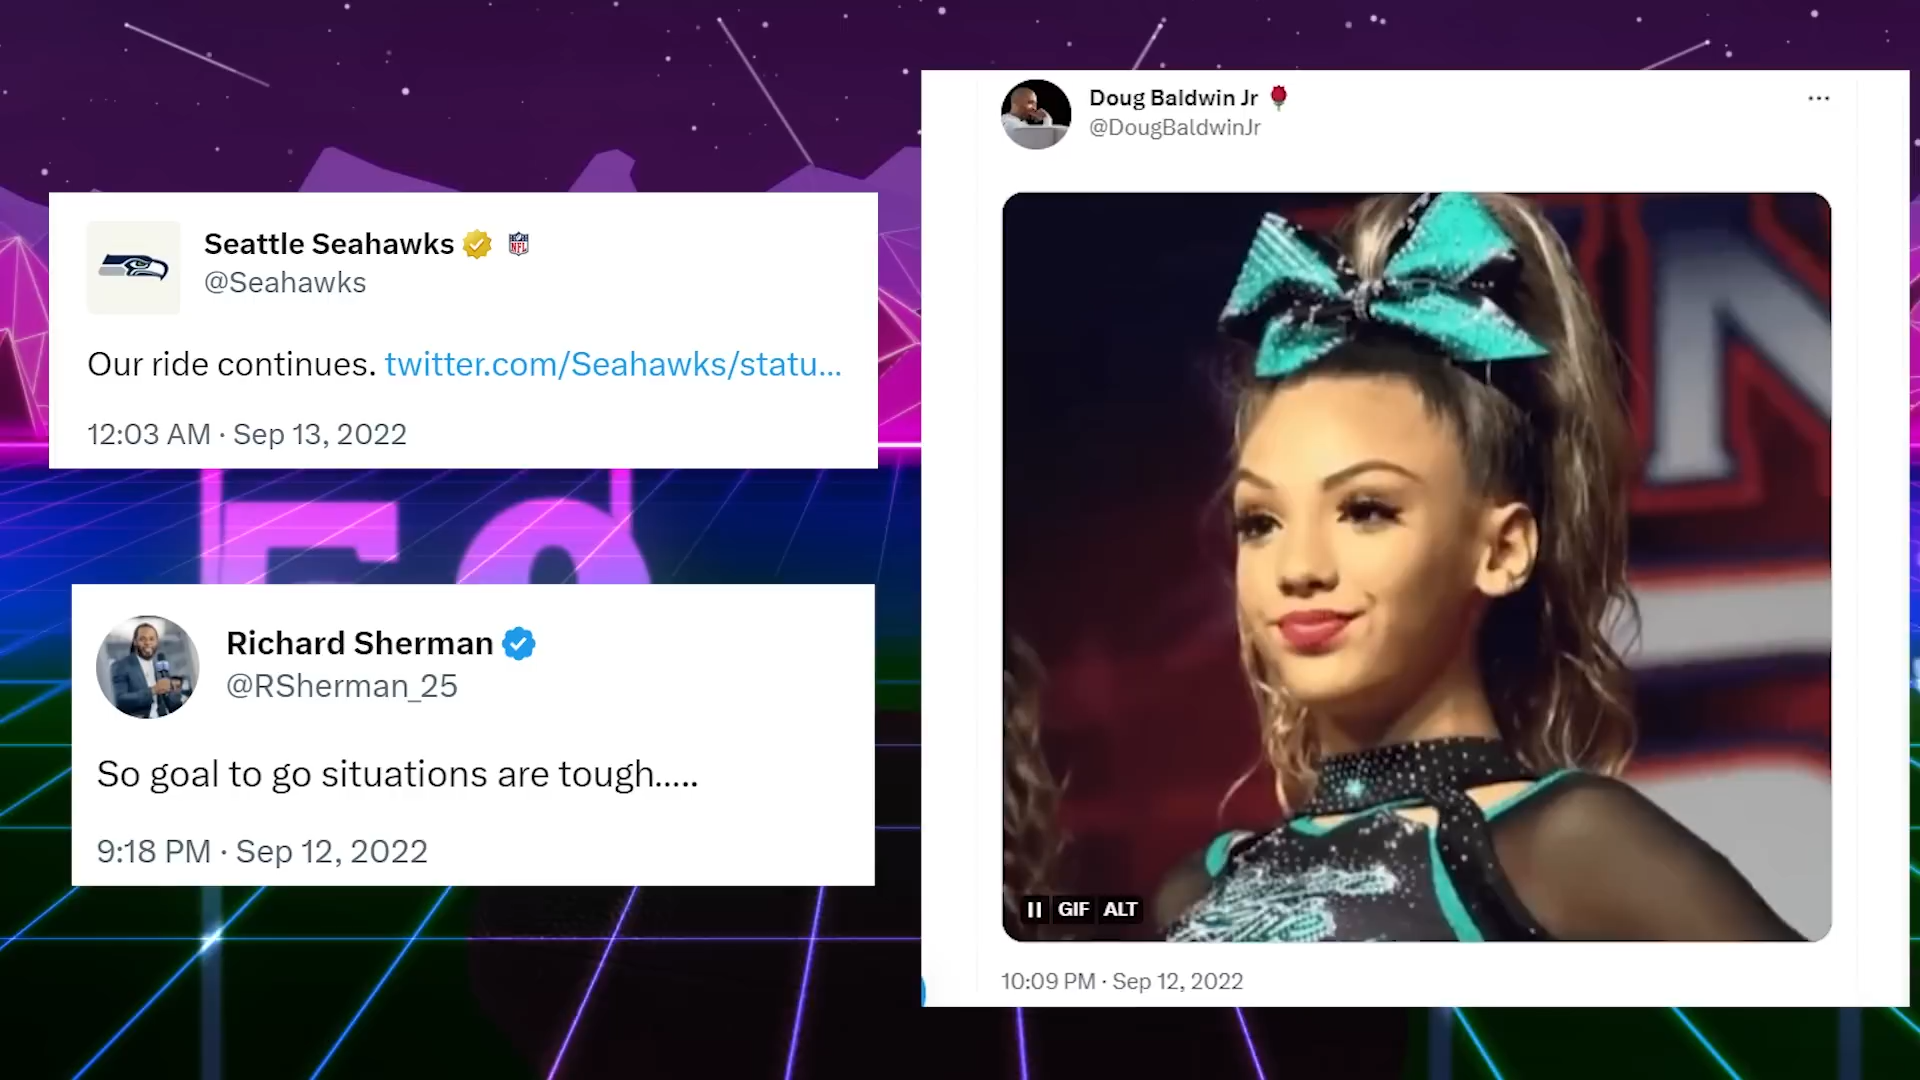 Seattle Seahawks
NFL
@Seahawks
Our ride continues. twitter.com/Seahawks/statu...
12:03 AM · Sep 13, 2022
Richard Sherman
@RSherman_25
So goal to go situations are tough.....
9:18 PM · Sep 12, 2022
Doug Baldwin Jr
@DougBaldwinJr
GIF ALT
10:09 PM · Sep 12, 2022